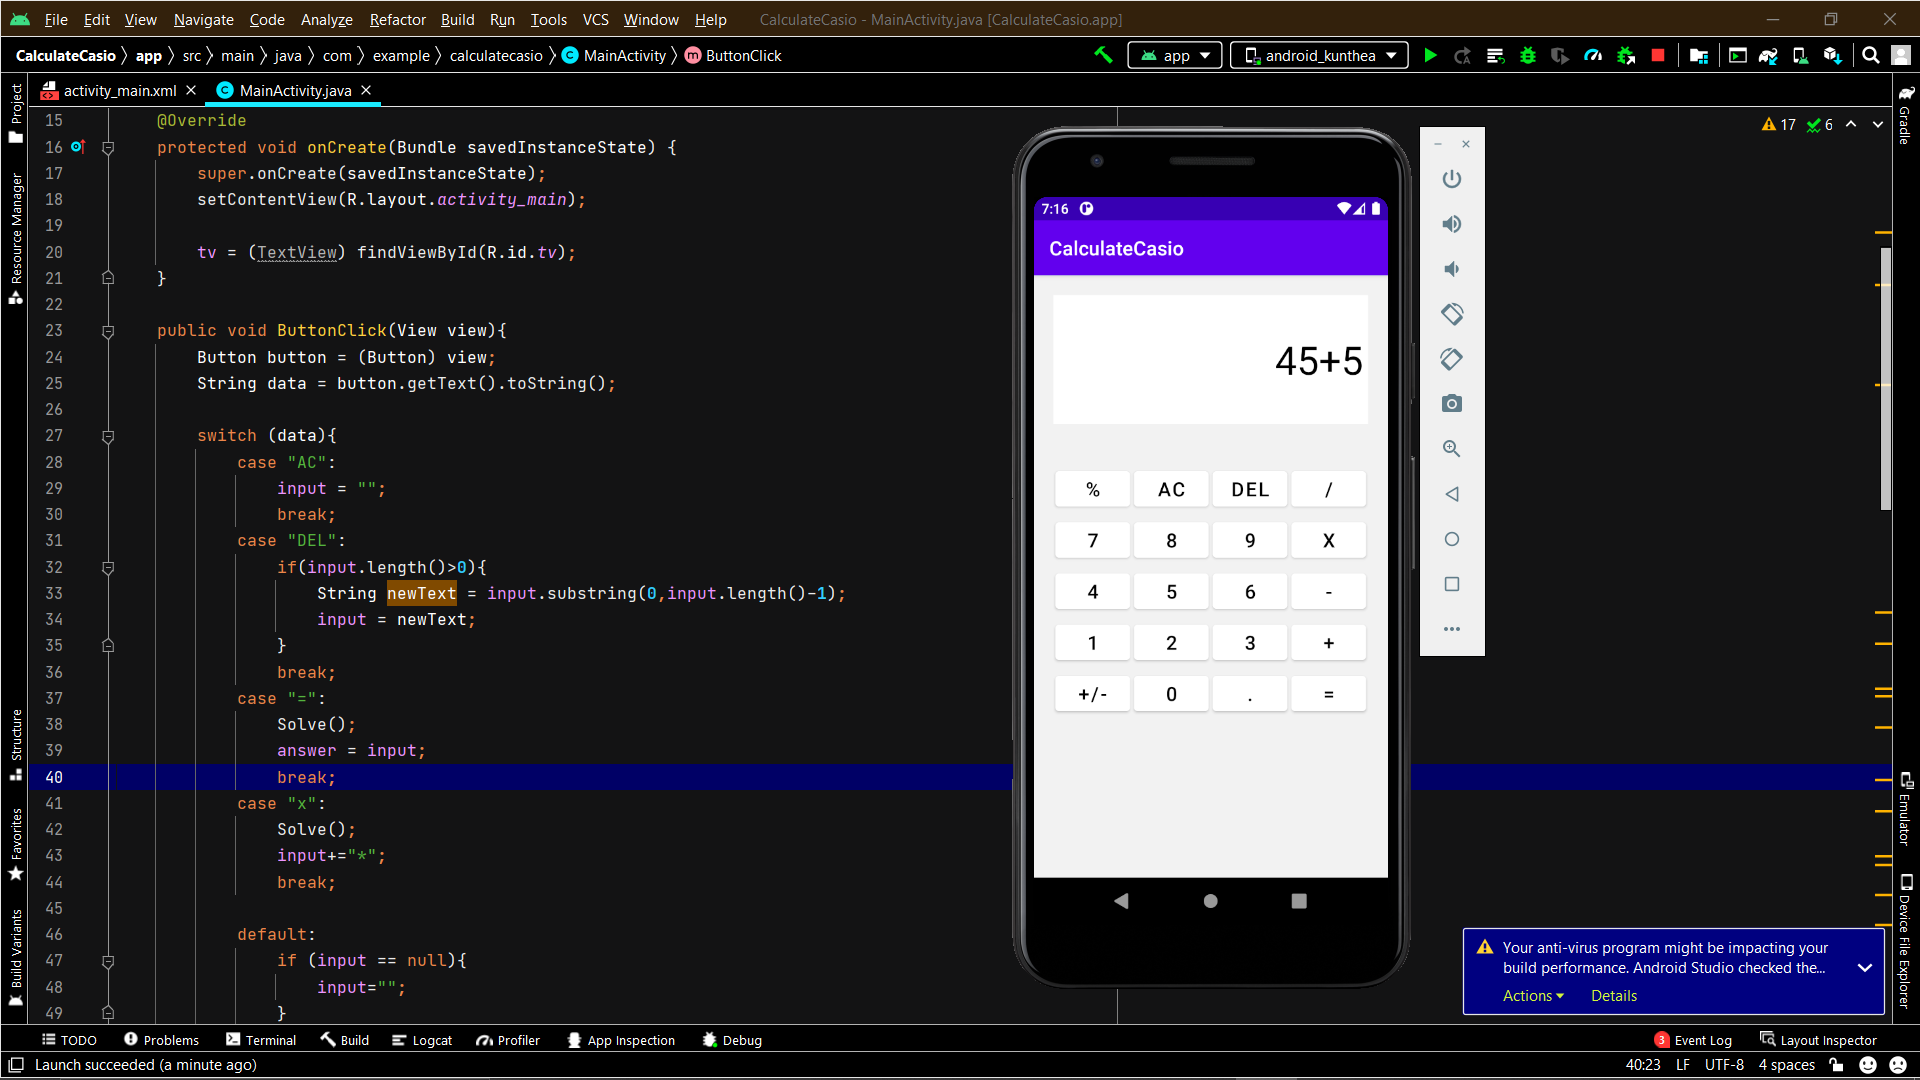 File Edit View Navigate Code Analyze Refactor Build Run Tools VCS Window Help CalculateCasio - MainActivity.java [CalculateCasio.app]
CalculateCasio app src main java com example calculatecasio C MainActivity m ButtonClick app android_kunthea
activity_main.xml C MainActivity.java
Project
Resource Manager
Structure
Favorites
Build Variants
15 @Override
16 protected void onCreate(Bundle savedInstanceState) {
17 super.onCreate(savedInstanceState);
18 setContentView(R.layout.activity_main);
19
20 tv = (TextView) findViewById(R.id.tv);
21 }
22
23 public void ButtonClick(View view){
24 Button button = (Button) view;
25 String data = button.getText().toString();
26
27 switch (data){
28 case "AC":
29 input = "";
30 break;
31 case "DEL":
32 if(input.length()>0){
33 String newText = input.substring(0,input.length()-1);
34 input = newText;
35 }
36 break;
37 case "=":
38 Solve();
39 answer = input;
40 break;
41 case "x":
42 Solve();
43 input+="*";
44 break;
45
46 default:
47 if (input == null){
48 input="";
49 }
17 6
7:16
CalculateCasio
45+5
% AC DEL /
7 8 9 X
4 5 6 -
1 2 3 +
+/- 0 . =
Gradle
Emulator
Device File Explorer
Your anti-virus program might be impacting your
build performance. Android Studio checked the...
Actions Details
TODO Problems Terminal Build Logcat Profiler App Inspection Debug 3 Event Log Layout Inspector
Launch succeeded (a minute ago) 40:23 LF UTF-8 4 spaces